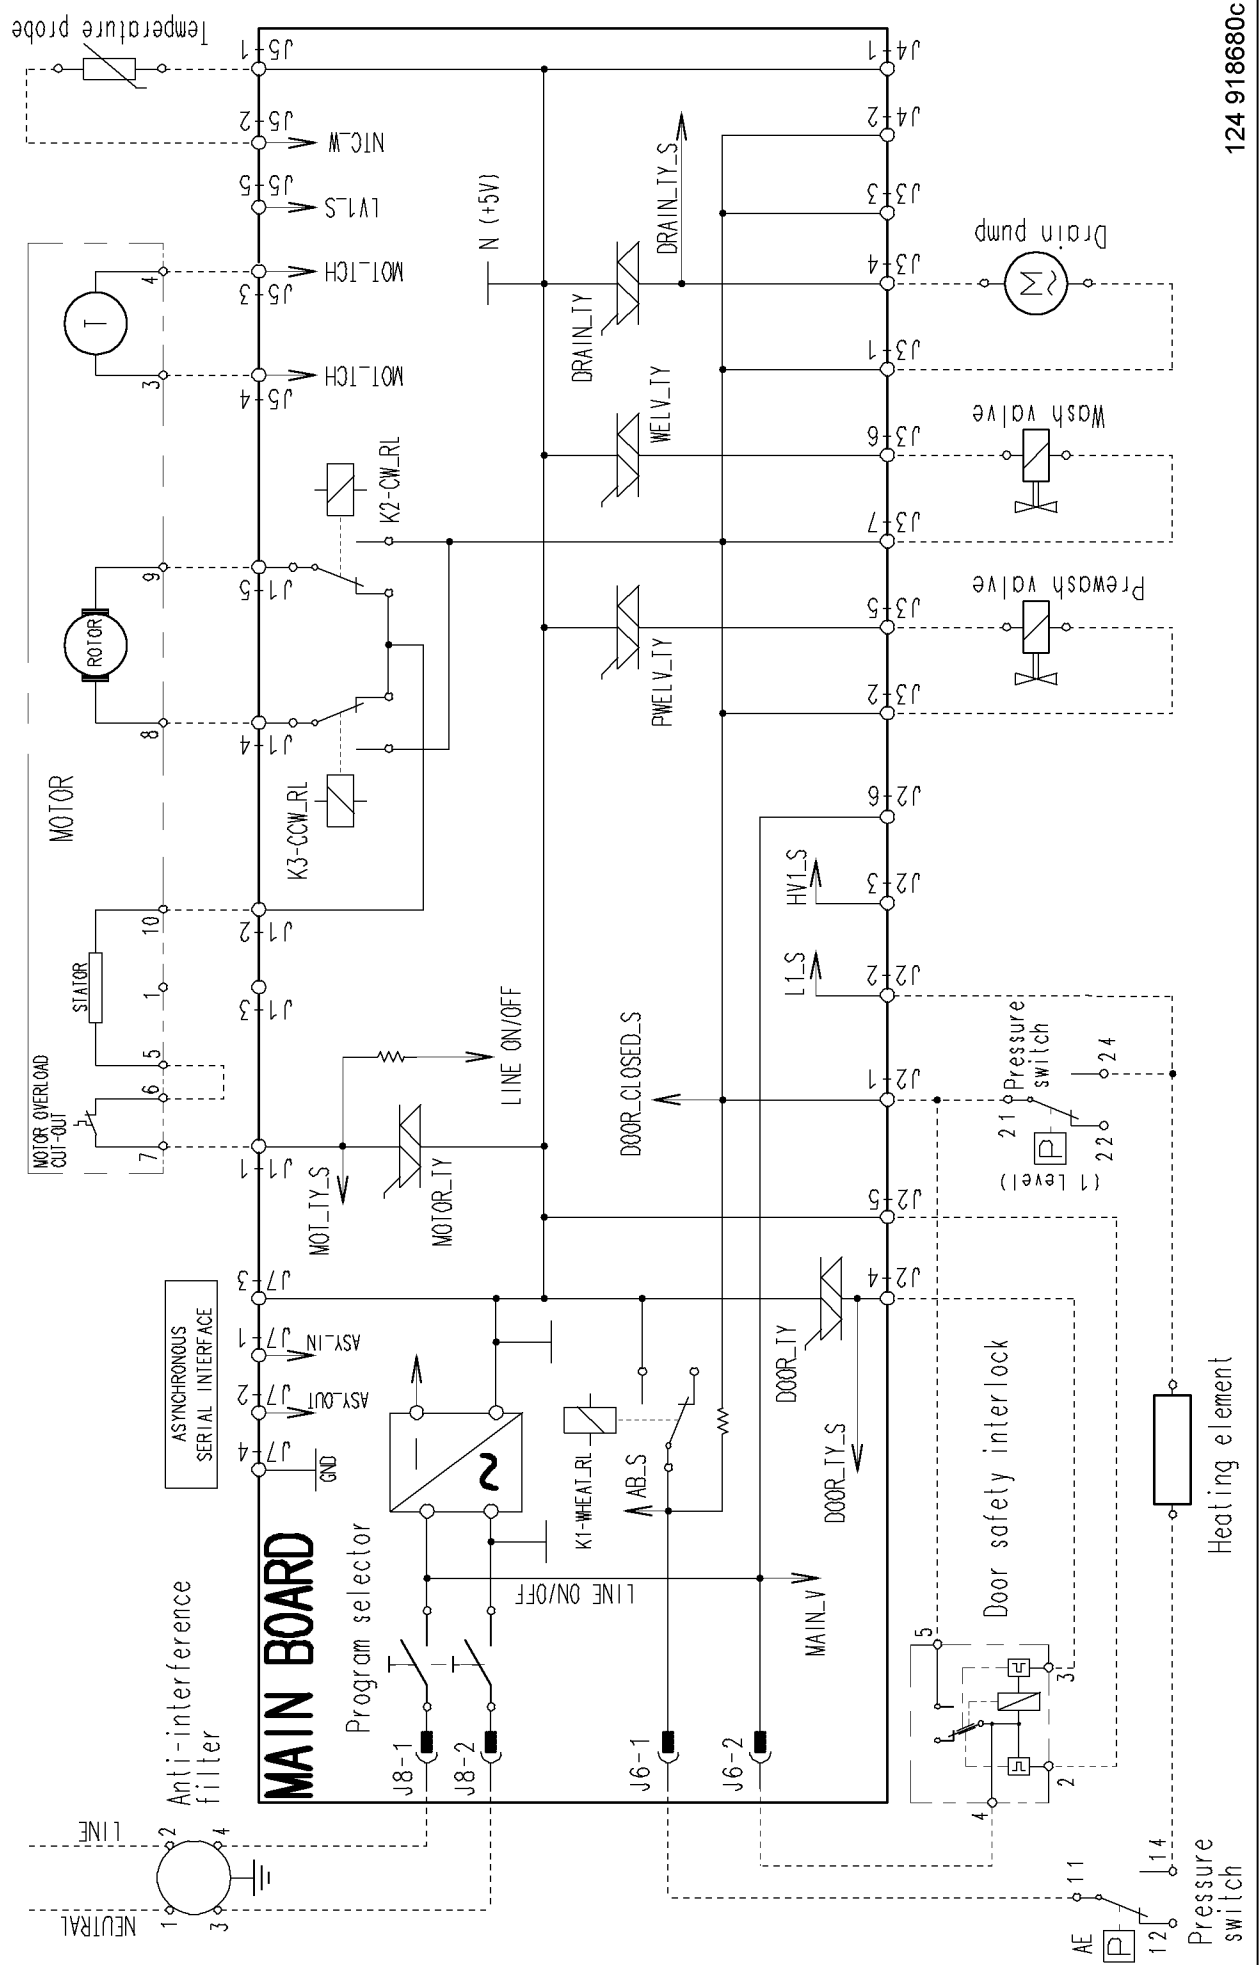 124 918680c
Temperature probe
J5-1
J5-2
NTC_W
J5-5
LV1_S
J5-3
MOT_TCH
J5-4
MOT_TCH
4
T
3
MOTOR
9
ROTOR
8
J1-5
J1-4
K2-CW_RL
K3-CCW_RL
10
STATOR
1
5
6
MOTOR OVERLOAD
CUT-OUT
7
J1-2
J1-3
J1-1
MOT_TY_S
MOTOR_TY
LINE ON/OFF
N (+5V)
DRAIN_TY
DRAIN_TY_S
WELV_TY
PWELV_TY
J4-1
J4-2
J3-3
J3-4
J3-1
J3-6
J3-7
J3-5
J3-2
Drain pump
M
Wash valve
Prewash valve
J2-6
J2-3
HV1_S
J2-2
L1_S
J2-1
DOOR_CLOSED_S
J2-5
J2-4
DOOR_TY
DOOR_TY_S
21
Pressure
switch
24
22
P
(1 Level)
ASYNCHRONOUS
SERIAL INTERFACE
J7-3
J7-1
ASY_IN
J7-2
ASY_OUT
J7-4
GND
K1-WHEAT_RL
AB_S
MAIN BOARD
Program selector
LINE ON/OFF
MAIN_V
J8-1
J8-2
J6-1
J6-2
Anti-interference
filter
LINE
NEUTRAL
2
4
1
3
Door safety interlock
5
3
2
4
Heating element
AE
P
11
14
12
Pressure
switch